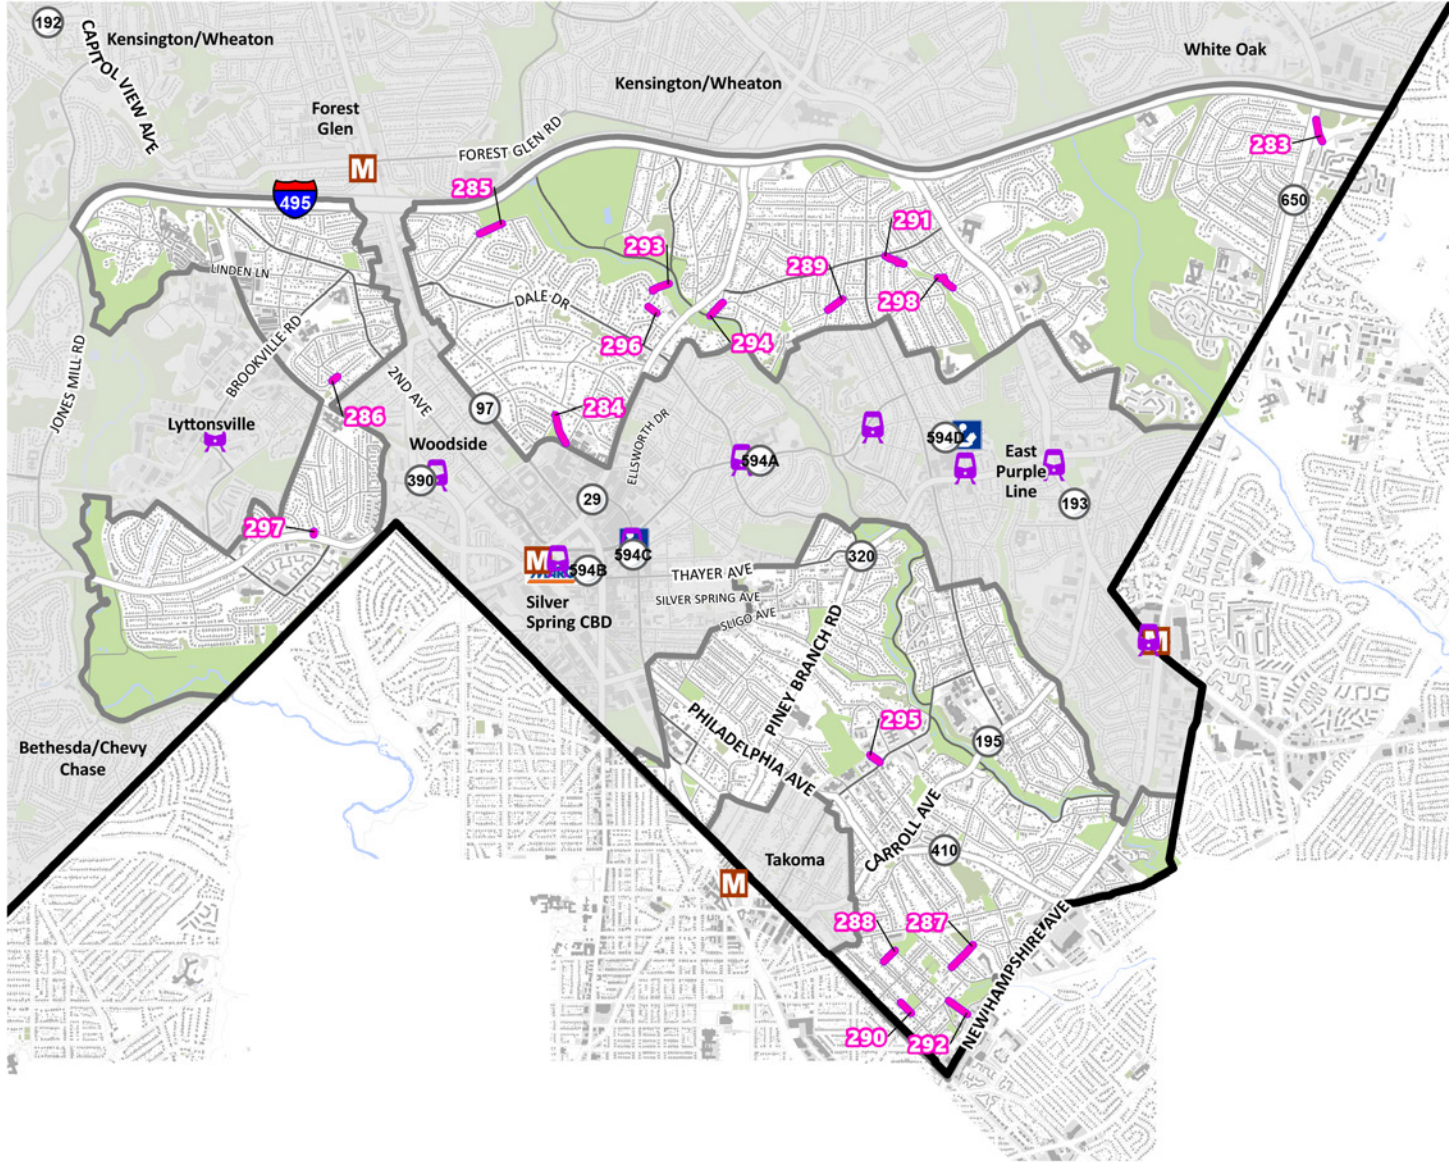 192
CAPITOL VIEW AVE
Kensington/Wheaton
White Oak
Kensington/Wheaton
Forest
Glen
FOREST GLEN RD
M
283
285
495
650
291
293
289
LINDEN LN
298
DALE DR
296
294
BROOKVILLE RD
JONES MILL RD
2ND AVE
97
284
286
ELLSWORTH DR
Lyttonsville
Woodside
594D
East
Purple
Line
594A
390
29
193
297
594C
320
M
594B
THAYER AVE
SILVER SPRING AVE
SLIGO AVE
Silver
Spring CBD
PINEY BRANCH RD
M
295
PHILADELPHIA AVE
195
Bethesda/Chevy
Chase
CARROLL AVE
410
Takoma
M
288
287
NEW HAMPSHIRE AVE
290
292